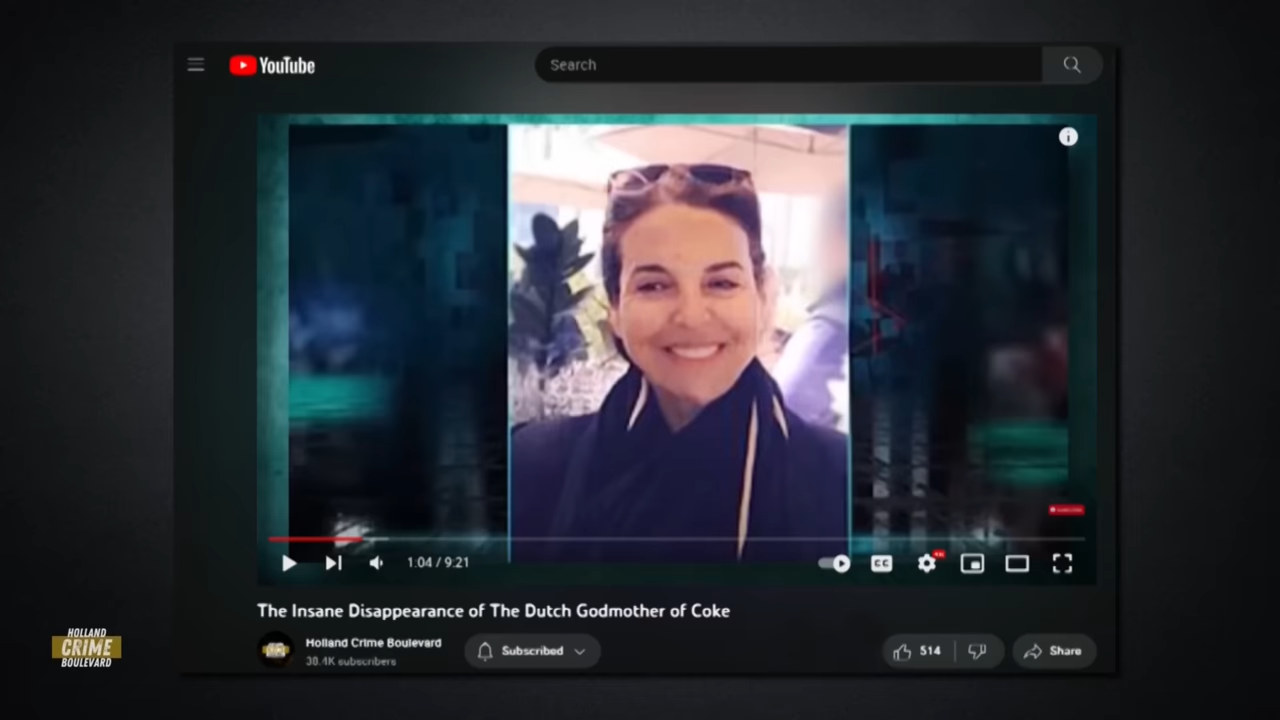 YouTube
Search
1:04 / 9:21
CC
The Insane Disappearance of The Dutch Godmother of Coke
Holland Crime Boulevard
38.4K subscribers
Subscribed
514
Share
HOLLAND
CRIME
BOULEVARD